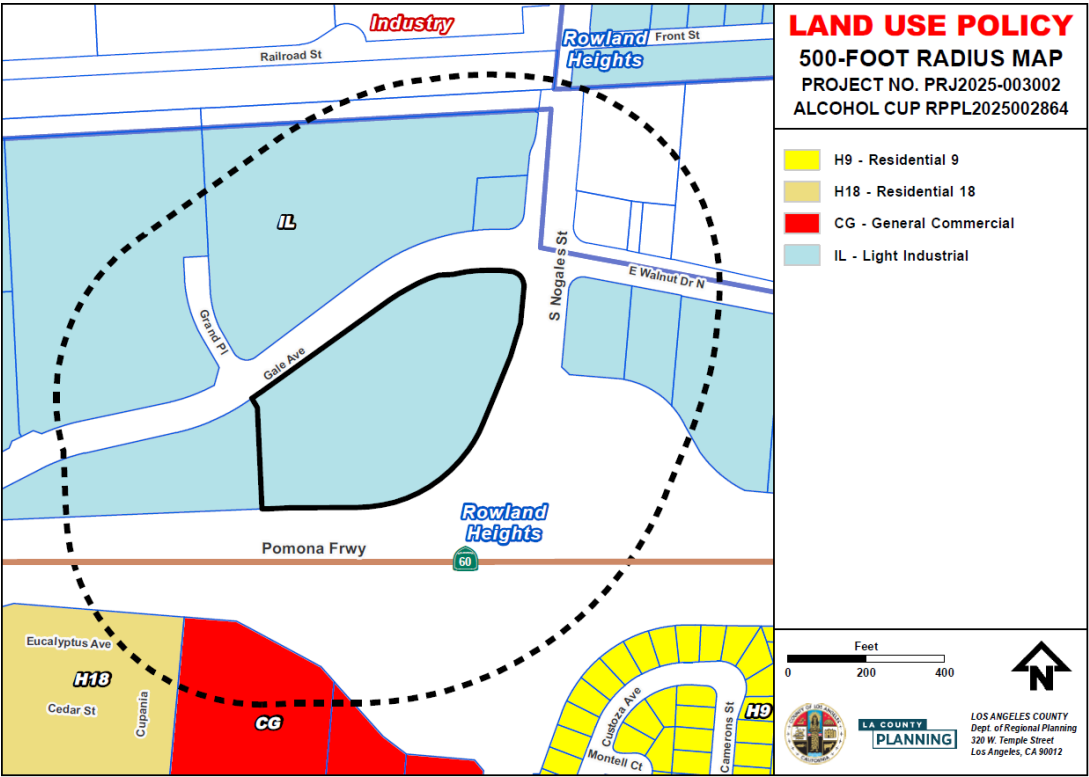 LAND USE POLICY
500-FOOT RADIUS MAP
PROJECT NO. PRJ2025-003002
ALCOHOL CUP RPPL2025002864
H9 - Residential 9
H18 - Residential 18
CG - General Commercial
IL - Light Industrial
Industry
Railroad St
Rowland
Heights
Front St
IL
S Nogales St
E Walnut Dr N
Grand Pl
Gale Ave
Rowland
Heights
Pomona Frwy
60
Eucalyptus Ave
H18
Cedar St
Cupania
CG
Custoza Ave
Camerons St
H9
Montell Ct
Feet
0 200 400
N
LA COUNTY
PLANNING
LOS ANGELES COUNTY
Dept. of Regional Planning
320 W. Temple Street
Los Angeles, CA 90012